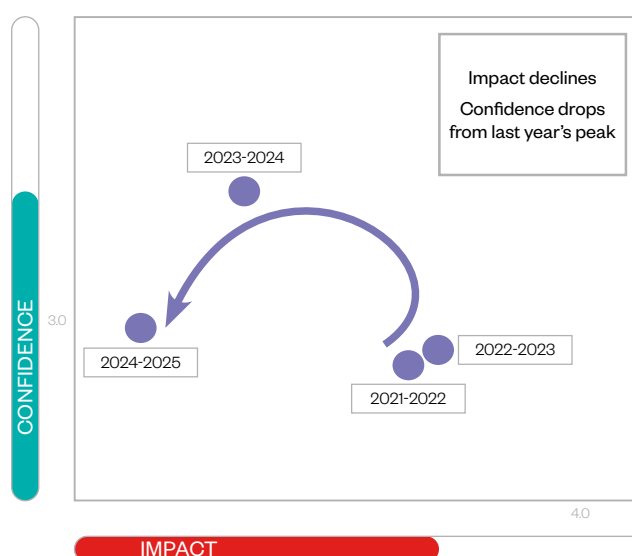 Impact declines
Confidence drops
from last year's peak
2023-2024
3.0
2022-2023
2024-2025
2021-2022
CONFIDENCE
4.0
IMPACT